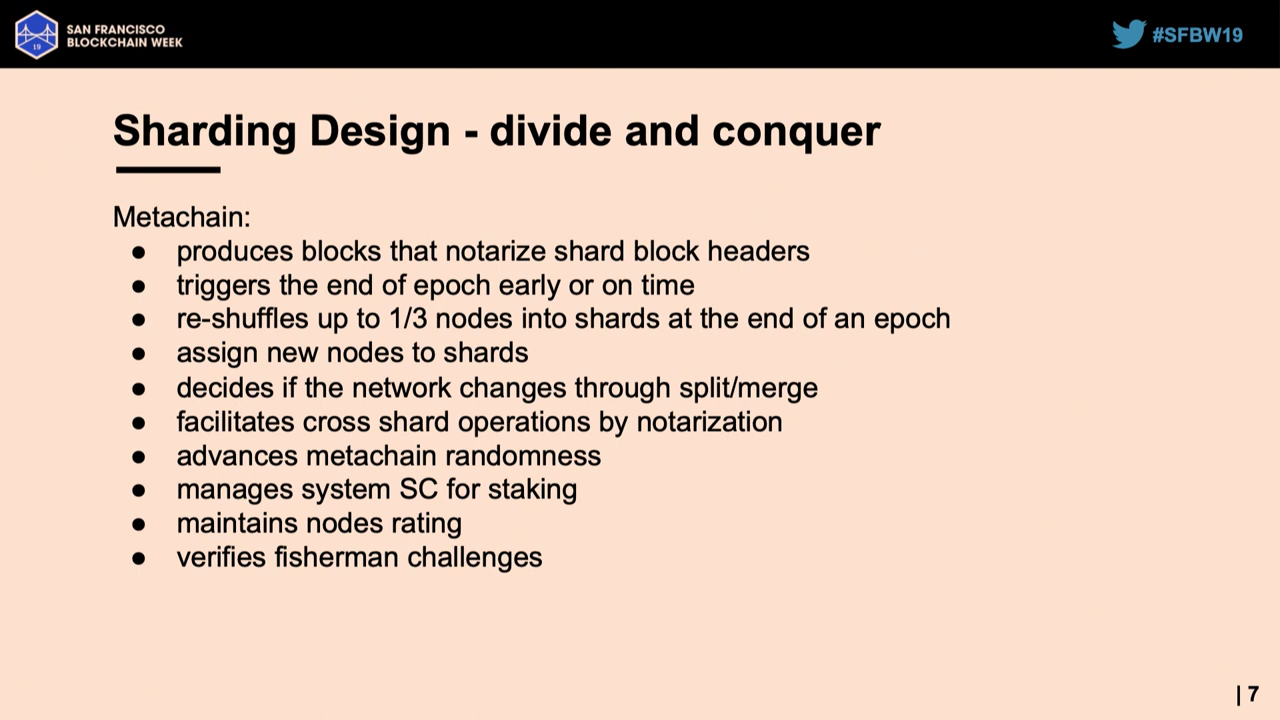 SAN FRANCISCO
BLOCKCHAIN WEEK
19
#SFBW19
Sharding Design - divide and conquer
Metachain:
● produces blocks that notarize shard block headers
● triggers the end of epoch early or on time
● re-shuffles up to 1/3 nodes into shards at the end of an epoch
● assign new nodes to shards
● decides if the network changes through split/merge
● facilitates cross shard operations by notarization
● advances metachain randomness
● manages system SC for staking
● maintains nodes rating
● verifies fisherman challenges
| 7